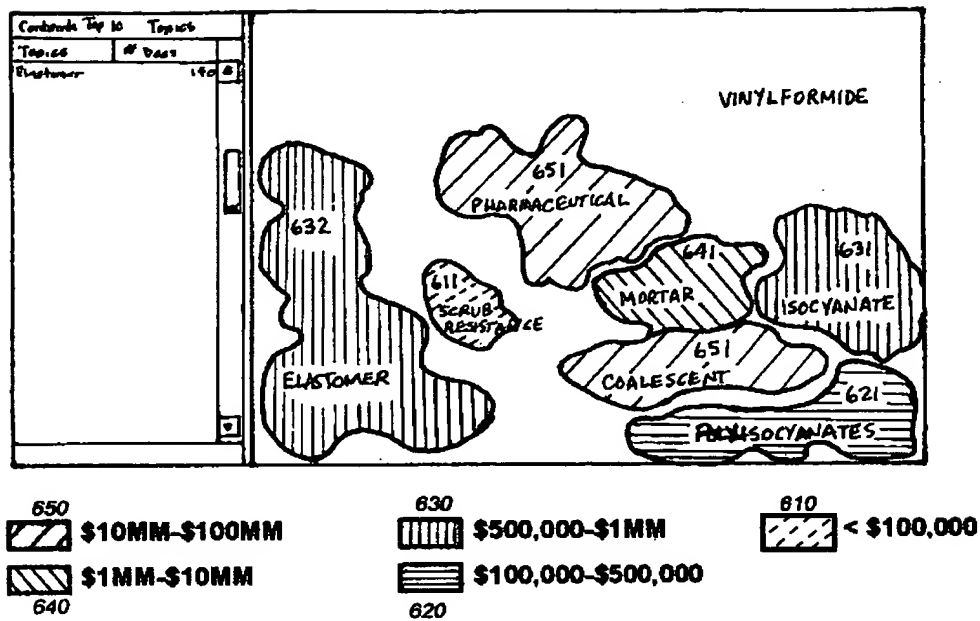 Top 10 Topics
Topics # Docs
Elastomer 140
VINYLFORMIDE
651
PHARMACEUTICAL
632
641
631
611
MORTAR
ISOCYANATE
SCRUB-
RESISTANCE
651
ELASTOMER
COALESCENT
621
POLYISOCYANATES
650
$10MM-$100MM
630
$500,000-$1MM
610
< $100,000
$1MM-$10MM
640
$100,000-$500,000
620